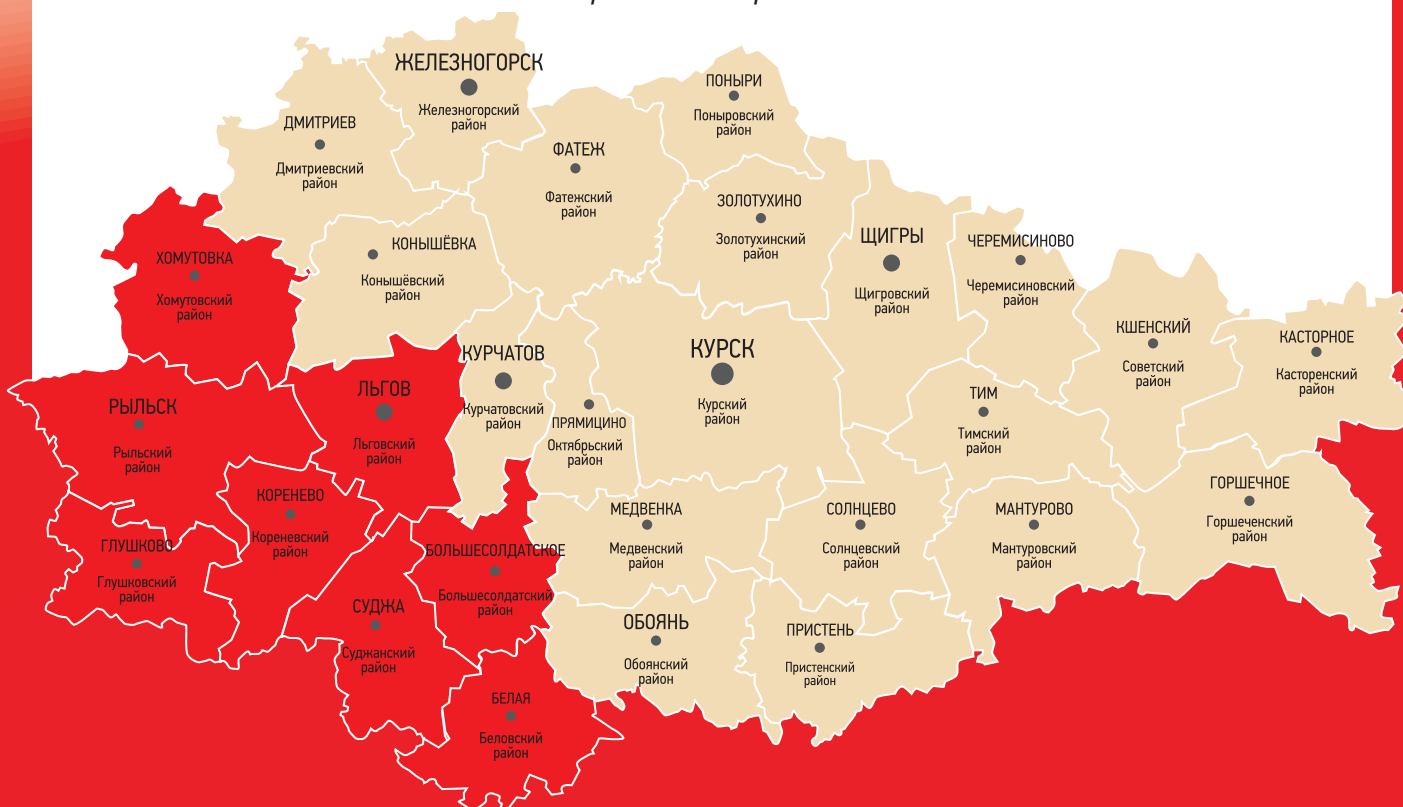 ЖЕЛЕЗНОГОРСК
Железногорский
район
ПОНЫРИ
Поныровский
район
ДМИТРИЕВ
Дмитриевский
район
ФАТЕЖ
Фатежский
район
ЗОЛОТУХИНО
Золотухинский
район
ЩИГРЫ
Щигровский
район
ЧЕРЕМИСИНОВО
Черемисиновский
район
КОНЫШЁВКА
Конышёвский
район
ХОМУТОВКА
Хомутовский
район
КШЕНСКИЙ
Советский
район
КАСТОРНОЕ
Касторенский
район
КУРЧАТОВ
Курчатовский
район
КУРСК
Курский
район
ЛЬГОВ
Льговский
район
РЫЛЬСК
Рыльский
район
ПРЯМИЦИНО
Октябрьский
район
ТИМ
Тимский
район
КОРЕНЕВО
Кореневский
район
ГОРШЕЧНОЕ
Горшеченский
район
МЕДВЕНКА
Медвенский
район
СОЛНЦЕВО
Солнцевский
район
МАНТУРОВО
Мантуровский
район
ГЛУШКОВО
Глушковский
район
БОЛЬШЕСОЛДАТСКОЕ
Большесолдатский
район
СУДЖА
Суджанский
район
ОБОЯНЬ
Обоянский
район
ПРИСТЕНЬ
Пристенский
район
БЕЛАЯ
Беловский
район